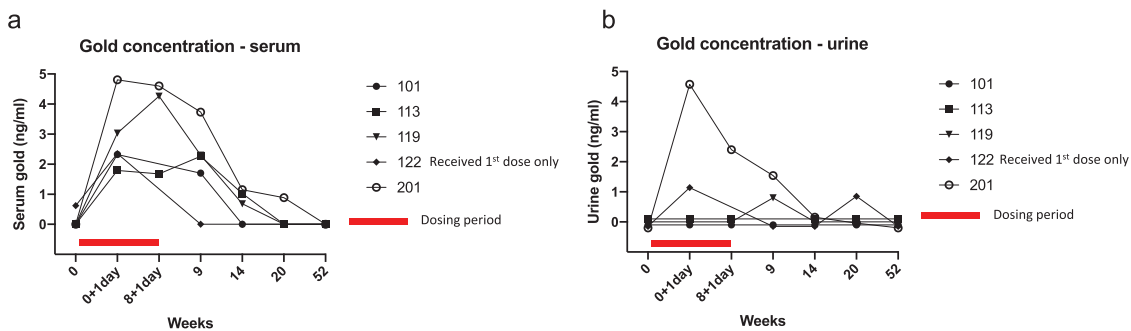 a
Gold concentration - serum
Serum gold (ng/ml)
5
4
3
2
1
0
0
0+1day
8+1day
9
14
20
52
Weeks
101
113
119
122 Received 1st dose only
201
Dosing period
b
Gold concentration - urine
Urine gold (ng/ml)
5
4
3
2
1
0
-1
0
0+1day
8+1day
9
14
20
52
Weeks
101
113
119
122 Received 1st dose only
201
Dosing period